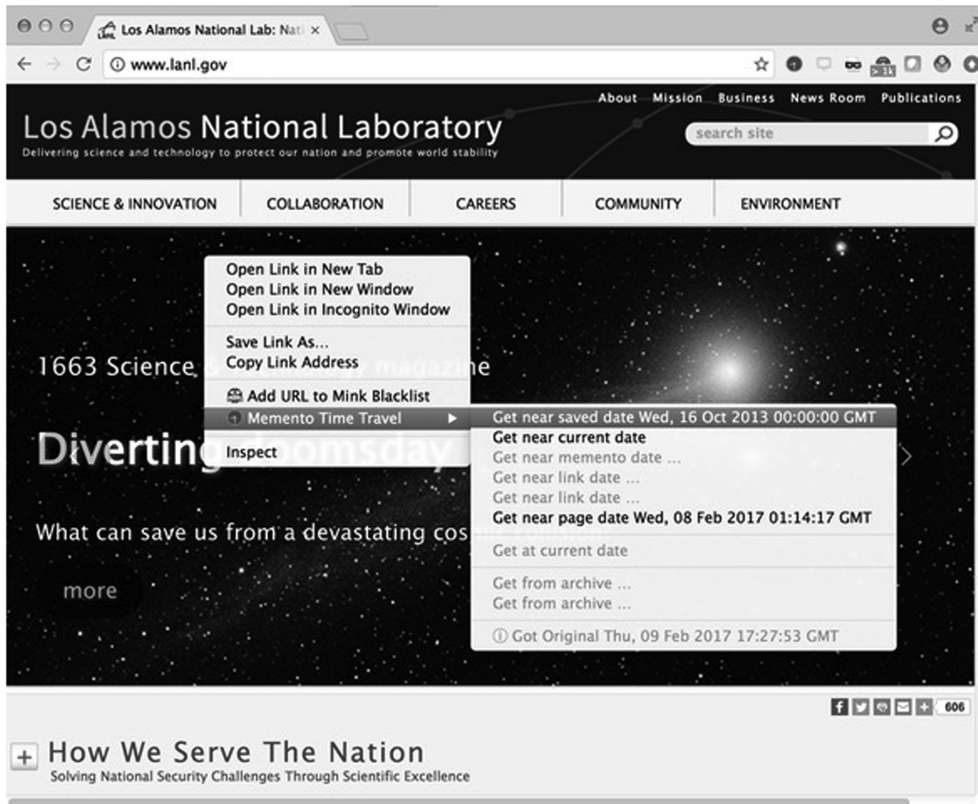 Los Alamos National Lab: Nati ×
www.lanl.gov
>1k
About Mission Business News Room Publications
Los Alamos National Laboratory
Delivering science and technology to protect our nation and promote world stability
search site
SCIENCE & INNOVATION COLLABORATION CAREERS COMMUNITY ENVIRONMENT
Open Link in New Tab
Open Link in New Window
Open Link in Incognito Window
Save Link As...
Copy Link Address
Add URL to Mink Blacklist
Memento Time Travel
Inspect
Get near saved date Wed, 16 Oct 2013 00:00:00 GMT
Get near current date
Get near memento date ...
Get near link date ...
Get near link date ...
Get near page date Wed, 08 Feb 2017 01:14:17 GMT
Get at current date
Get from archive ...
Get from archive ...
Got Original Thu, 09 Feb 2017 17:27:53 GMT
1663 Science magazine
Diverting doomsday
What can save us from a devastating cosmic collision
more
606
How We Serve The Nation
Solving National Security Challenges Through Scientific Excellence